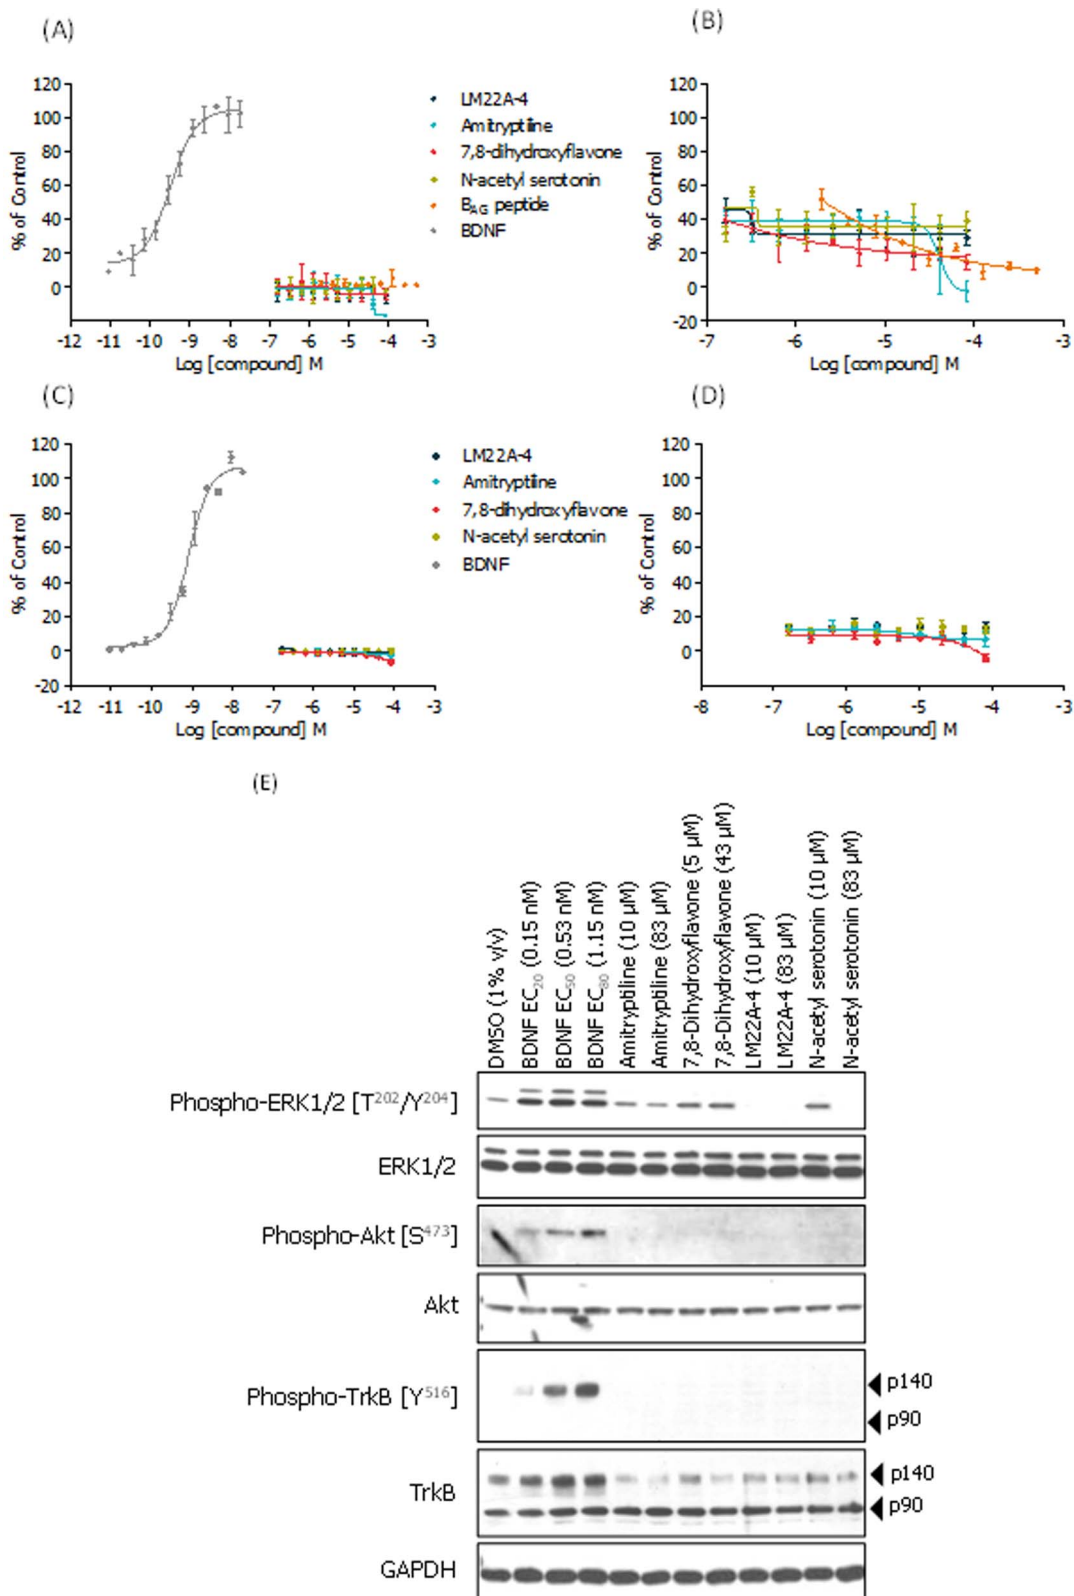 (A)
(B)
120
100
80
60
40
20
0
-20
% of Control
-12 -11 -10 -9 -8 -7 -6 -5 -4 -3
Log [compound] M
LM22A-4
Amitryptiline
7,8-dihydroxyflavone
N-acetyl serotonin
BAG peptide
BDNF
120
100
80
60
40
20
0
-20
% of Control
-7 -6 -5 -4 -3
Log [compound] M
(C)
(D)
120
100
80
60
40
20
0
-20
% of Control
-12 -11 -10 -9 -8 -7 -6 -5 -4 -3
Log [compound] M
LM22A-4
Amitryptiline
7,8-dihydroxyflavone
N-acetyl serotonin
BDNF
120
100
80
60
40
20
0
-20
% of Control
-8 -7 -6 -5 -4 -3
Log [compound] M
(E)
DMSO (1% v/v)
BDNF EC20 (0.15 nM)
BDNF EC50 (0.53 nM)
BDNF EC80 (1.15 nM)
Amitryptiline (10 µM)
Amitryptiline (83 µM)
7,8-Dihydroxyflavone (5 µM)
7,8-Dihydroxyflavone (43 µM)
LM22A-4 (10 µM)
LM22A-4 (83 µM)
N-acetyl serotonin (10 µM)
N-acetyl serotonin (83 µM)
Phospho-ERK1/2 [T202/Y204]
ERK1/2
Phospho-Akt [S473]
Akt
Phospho-TrkB [Y516]
p140
p90
TrkB
p140
p90
GAPDH